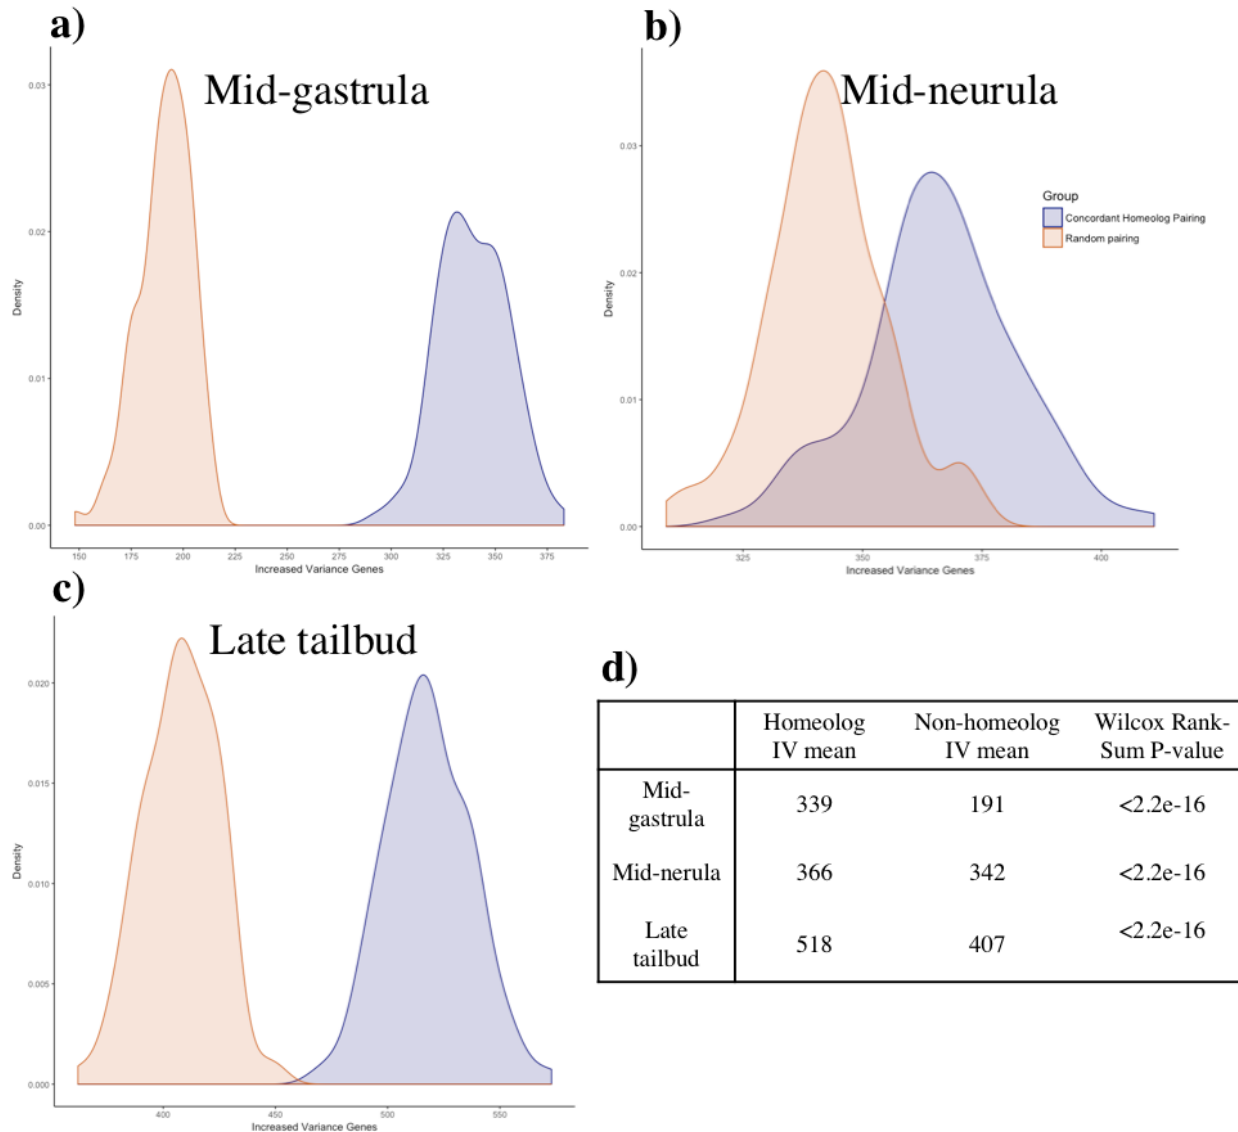 a)
Mid-gastrula
0.03
0.02
0.01
0.00
Density
150 175 200 225 250 275 300 325 350 375
Increased Variance Genes
b)
Mid-neurula
0.03
0.02
0.01
0.00
Density
325 350 375 400
Increased Variance Genes
Group
Concordant Homeolog Pairing
Random pairing
c)
Late tailbud
0.020
0.015
0.010
0.005
0.000
Density
400 450 500 550
Increased Variance Genes
d)
Homeolog Non-homeolog Wilcox Rank-
IV mean IV mean Sum P-value
Mid-
gastrula 339 191 <2.2e-16
Mid-nerula 366 342 <2.2e-16
Late
tailbud 518 407 <2.2e-16